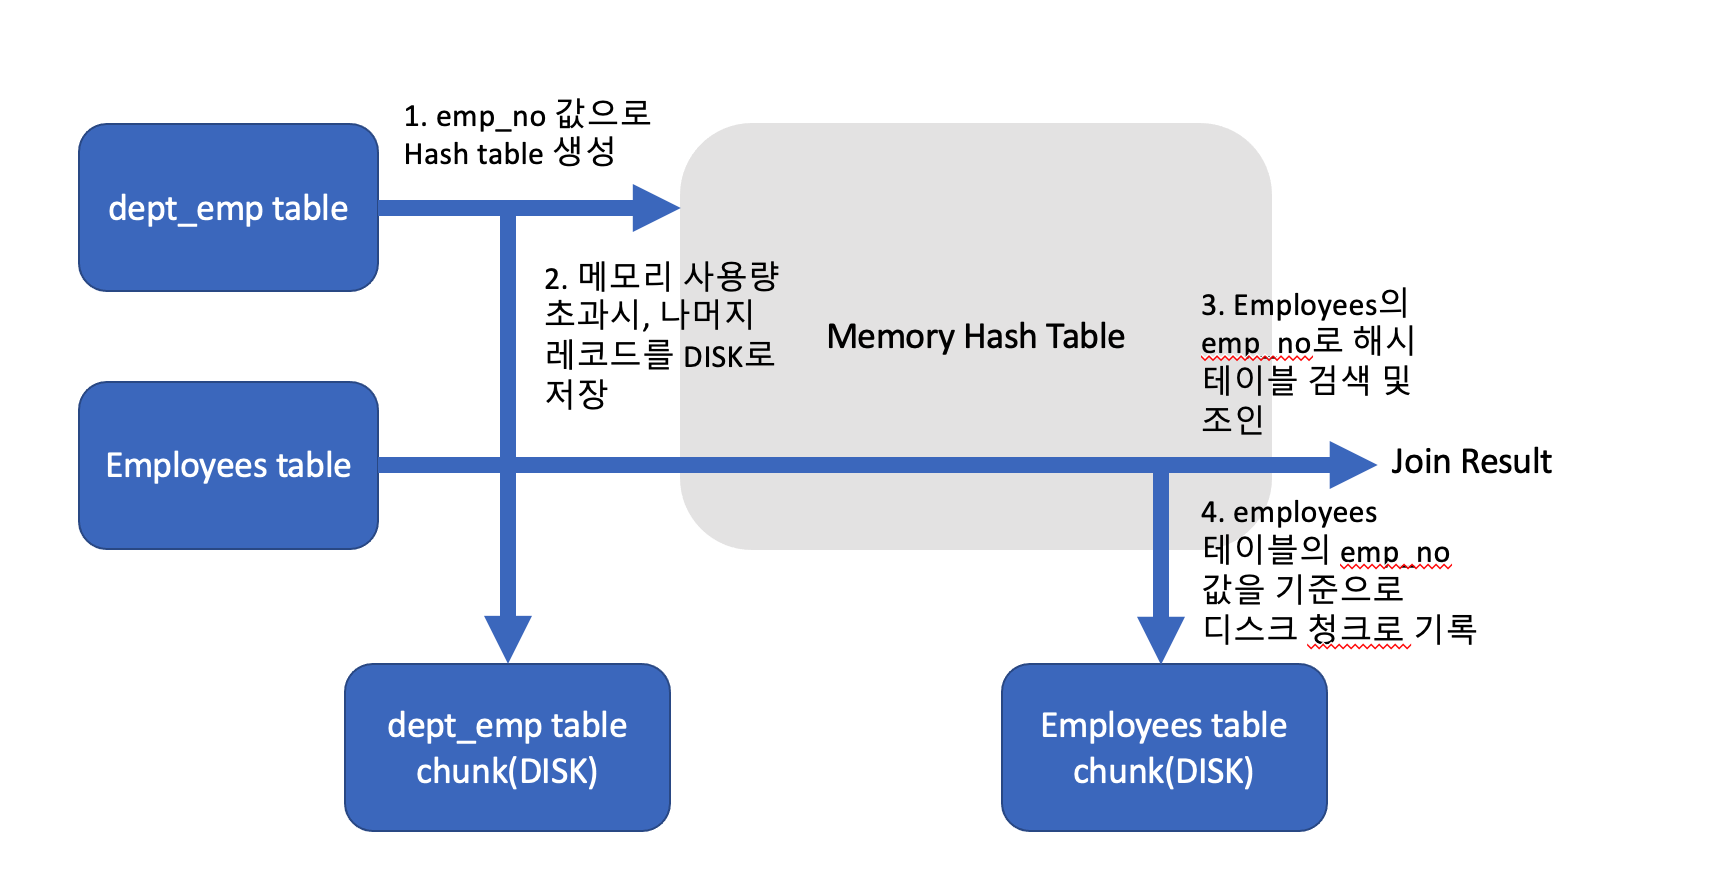 1. emp_no 값으로
Hash table 생성
dept_emp table
2. 메모리 사용량
초과시, 나머지
레코드를 DISK로
저장
Memory Hash Table
3. Employees의
emp_no로 해시
테이블 검색 및
조인
Employees table
Join Result
4. employees
테이블의 emp_no
값을 기준으로
디스크 청크로 기록
dept_emp table
chunk(DISK)
Employees table
chunk(DISK)